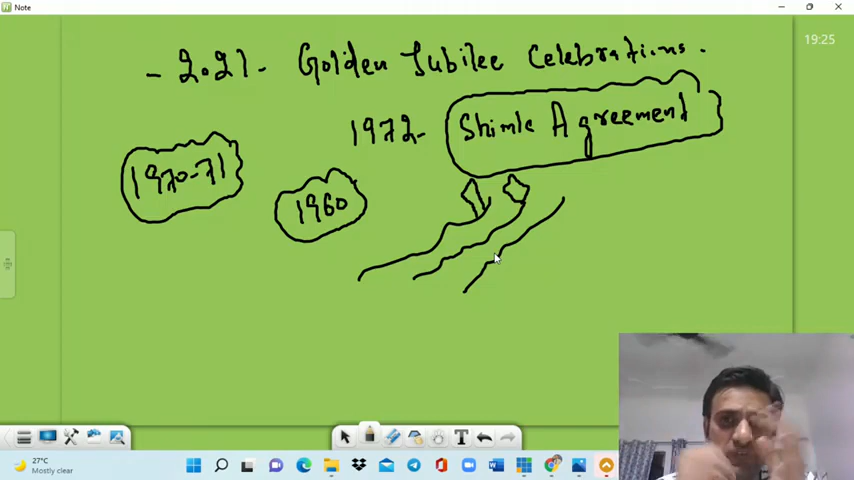 Note
19:25
- 2021- Golden Jubilee Celebrations.
1972- Shimla Agreement
1970-71
1960
T
27°C
Mostly clear